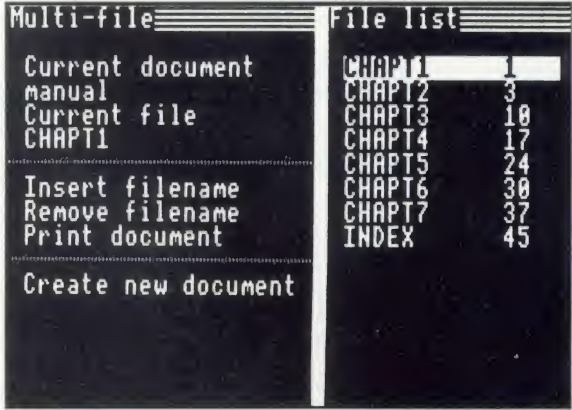 Multi-file
Current document
manual
Current file
CHAPT1
Insert filename
Remove filename
Print document
Create new document
File list
CHAPT1 1
CHAPT2 3
CHAPT3 10
CHAPT4 17
CHAPT5 24
CHAPT6 30
CHAPT7 37
INDEX 45